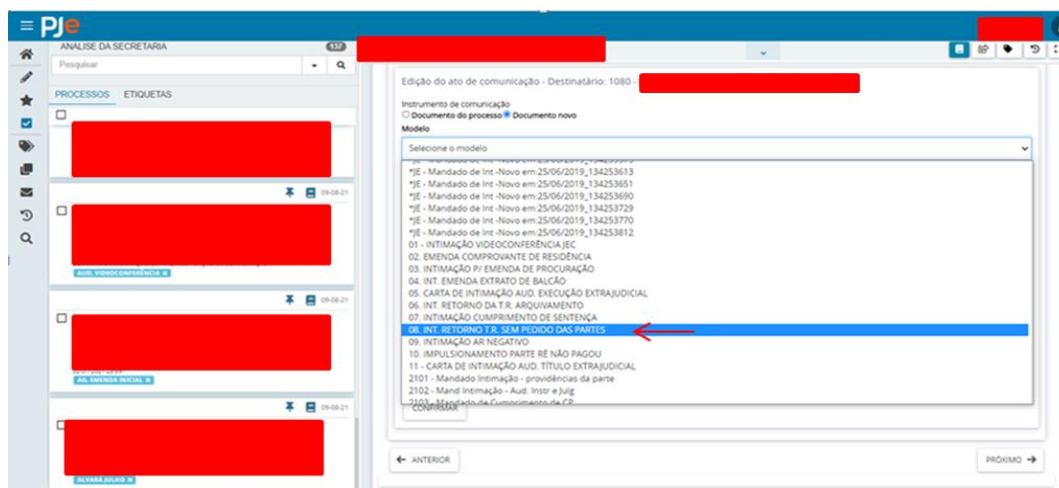 PJe
ANÁLISE DA SECRETARIA 137
Pesquisar
PROCESSOS ETIQUETAS
09-08-21
AUD. VIDEOCONFERÊNCIA ×
09-08-21
AG. EMENDA INICIAL ×
09-08-21
ALVARÁ JULHO ×
Edição do ato de comunicação - Destinatário: 1080 -
Instrumento de comunicação
Documento do processo Documento novo
Modelo
Selecione o modelo
*JE - Mandado de Int -Novo em:25/06/2019_134253613
*JE - Mandado de Int -Novo em:25/06/2019_134253651
*JE - Mandado de Int -Novo em:25/06/2019_134253690
*JE - Mandado de Int -Novo em:25/06/2019_134253729
*JE - Mandado de Int -Novo em:25/06/2019_134253770
*JE - Mandado de Int -Novo em:25/06/2019_134253812
01 - INTIMAÇÃO VIDEOCONFERÊNCIA JEC
02. EMENDA COMPROVANTE DE RESIDÊNCIA
03. INTIMAÇÃO P/ EMENDA DE PROCURAÇÃO
04. INT. EMENDA EXTRATO DE BALCÃO
05. CARTA DE INTIMAÇÃO AUD. EXECUÇÃO EXTRAJUDICIAL
06. INT. RETORNO DA T.R. ARQUIVAMENTO
07. INTIMAÇÃO CUMPRIMENTO DE SENTENÇA
08. INT. RETORNO T.R. SEM PEDIDO DAS PARTES
09. INTIMAÇÃO AR NEGATIVO
10. IMPULSIONAMENTO PARTE RÉ NÃO PAGOU
11 - CARTA DE INTIMAÇÃO AUD. TÍTULO EXTRAJUDICIAL
2101 - Mandado Intimação - providências da parte
2102 - Mand Intimação - Aud. Instr e Julg
2103 - Mandado de Cumprimento de CP
CONFIRMAR
ANTERIOR
PRÓXIMO